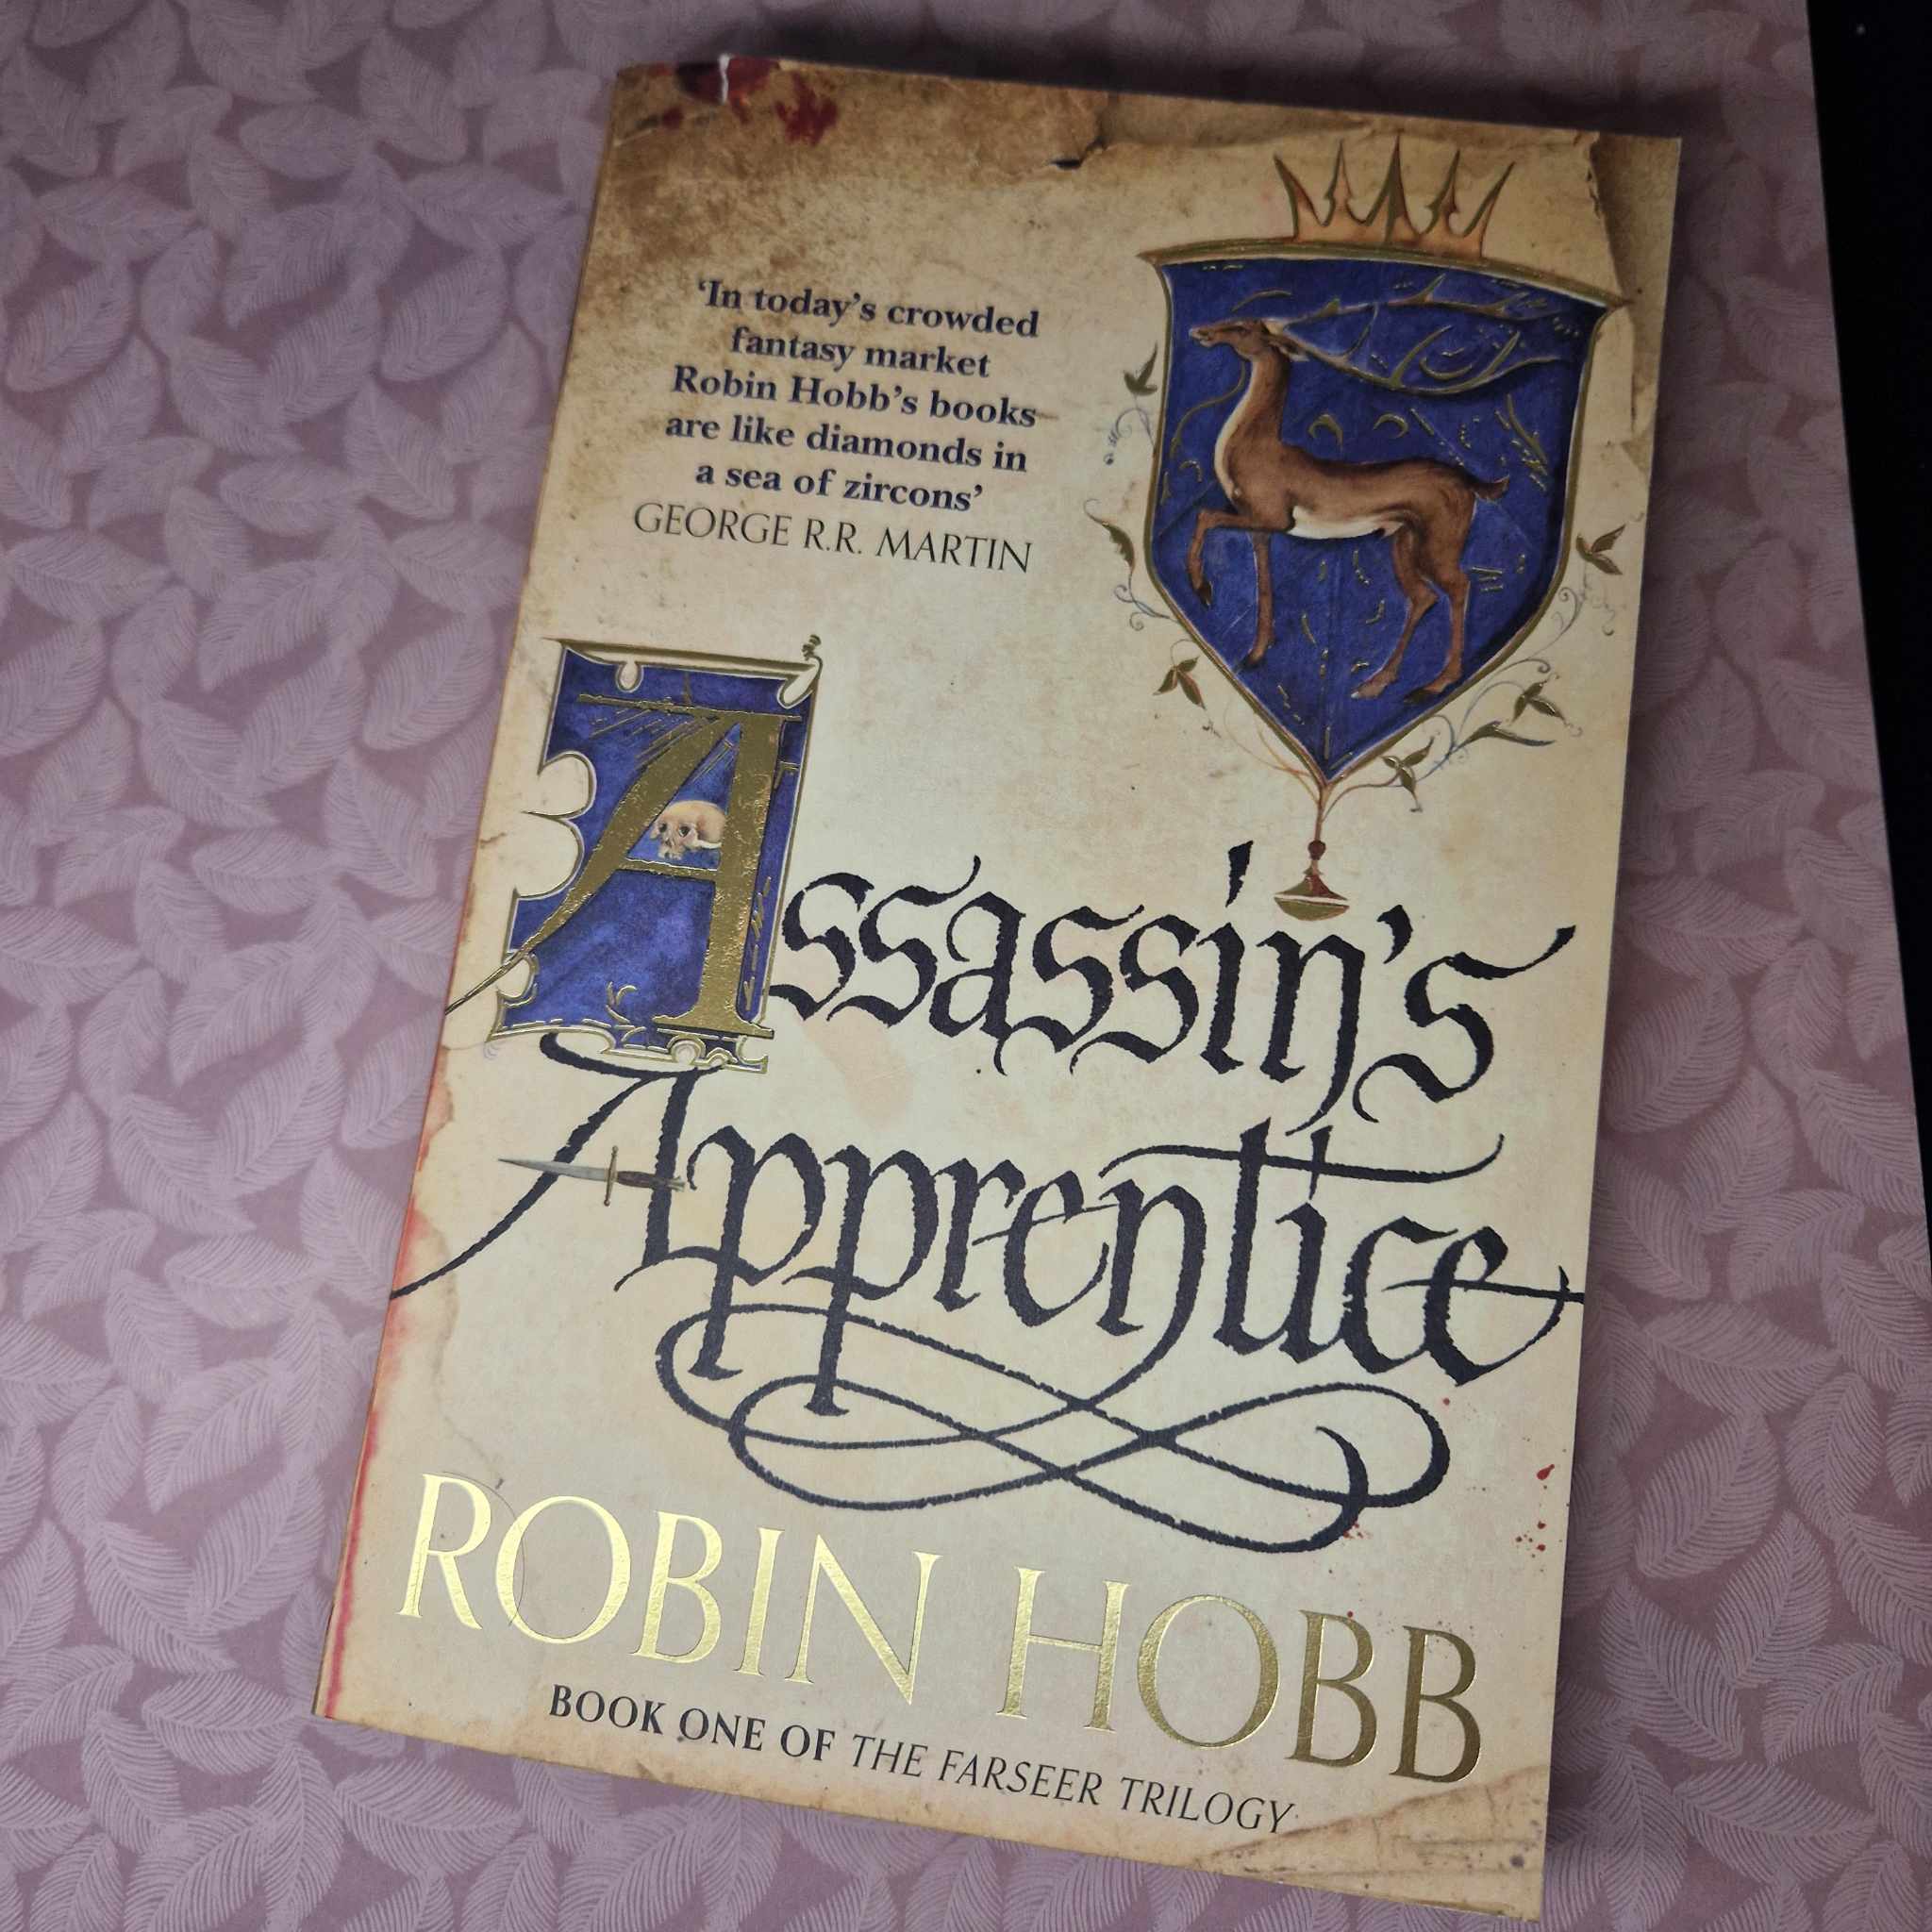 ‘In today’s crowded
fantasy market
Robin Hobb’s books
are like diamonds in
a sea of zircons’
GEORGE R.R. MARTIN
Assassin’s
Apprentice
ROBIN HOBB
BOOK ONE OF THE FARSEER TRILOGY